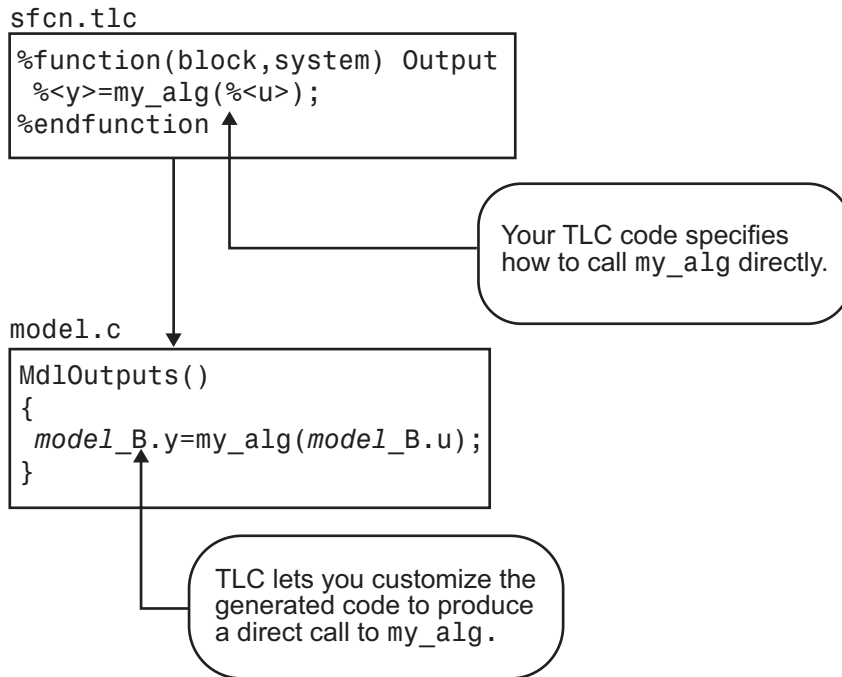 sfcn.tlc
%function(block,system) Output
%<y>=my_alg(%<u>);
%endfunction
Your TLC code specifies
how to call my_alg directly.
model.c
MdlOutputs()
{
model_B.y=my_alg(model_B.u);
}
TLC lets you customize the
generated code to produce
a direct call to my_alg.